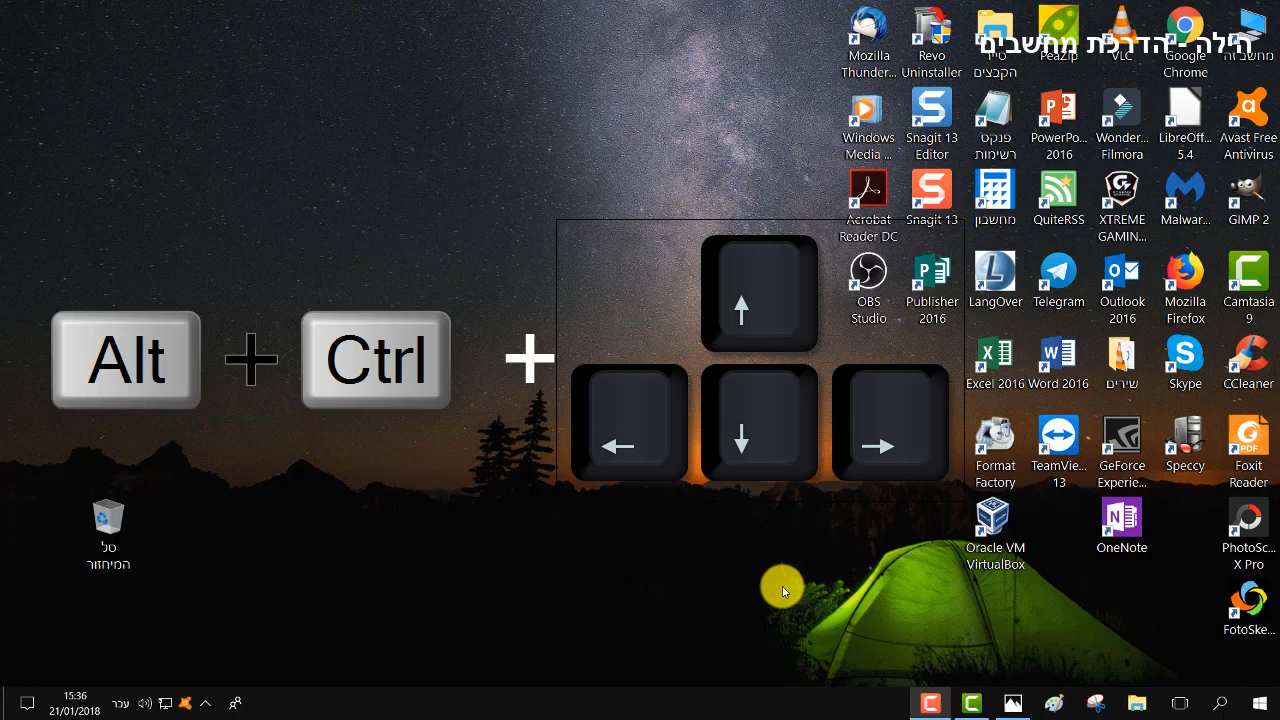 הילה - הדרכת מחשבים
Mozilla
Thunder...
Revo
Uninstaller
סייר
הקבצים
PeaZip
VLC
Google
Chrome
מחשב זה
Windows
Media ...
Snagit 13
Editor
פנקס
רשימות
PowerPo...
2016
Wonder...
Filmora
LibreOff...
5.4
Avast Free
Antivirus
Acrobat
Reader DC
Snagit 13
מחשבון
QuiteRSS
XTREME
GAMIN...
Malwar...
GIMP 2
OBS
Studio
Publisher
2016
LangOver
Telegram
Outlook
2016
Mozilla
Firefox
Camtasia
9
Alt + Ctrl +
Excel 2016
Word 2016
שירים
Skype
CCleaner
Format
Factory
TeamVie...
13
GeForce
Experie...
Speccy
Foxit
Reader
סל
המיחזור
Oracle VM
VirtualBox
OneNote
PhotoSc...
X Pro
FotoSke...
15:36
21/01/2018
עבר